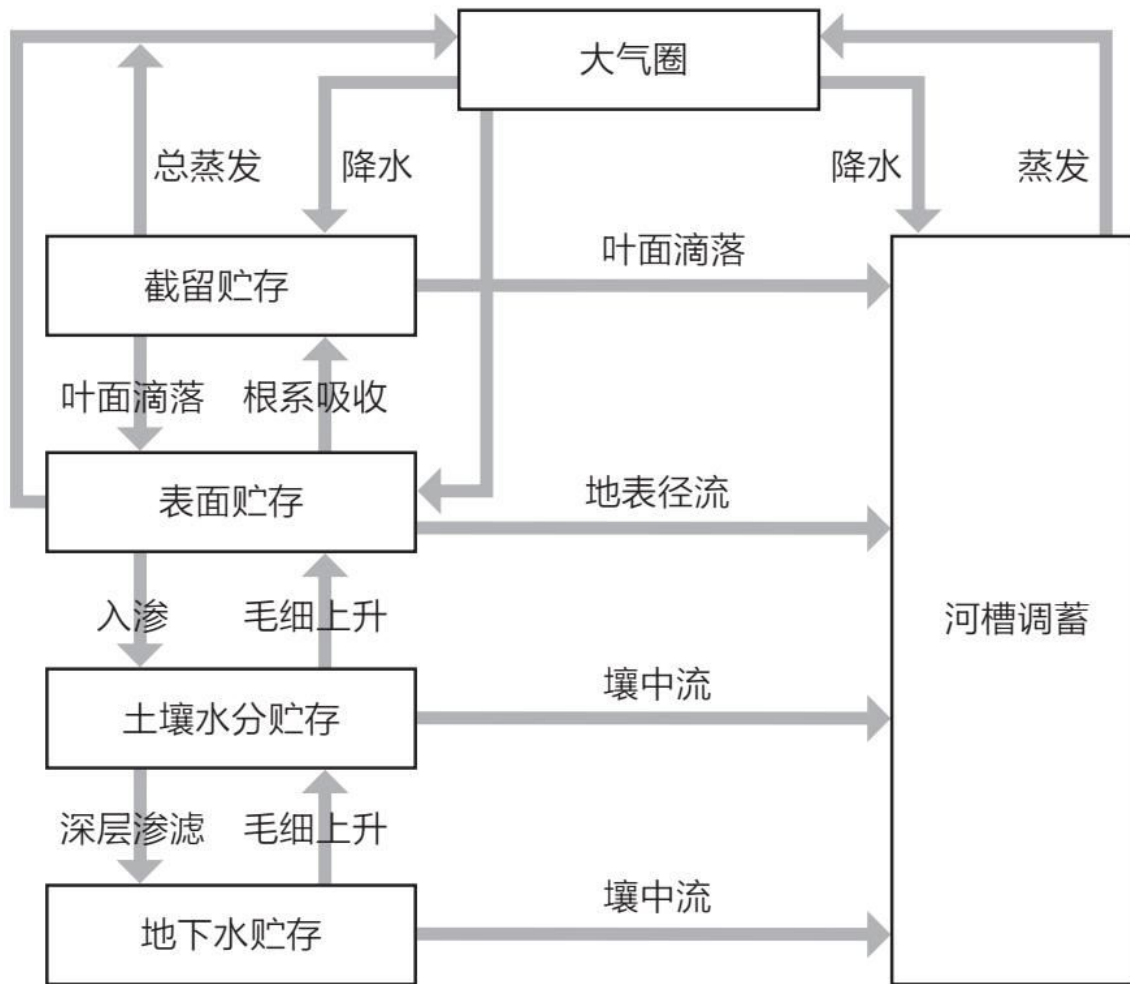 大气圈
总蒸发
降水
降水
蒸发
叶面滴落
截留贮存
叶面滴落
根系吸收
地表径流
表面贮存
入渗
毛细上升
河槽调蓄
壤中流
土壤水分贮存
深层渗滤
毛细上升
壤中流
地下水贮存